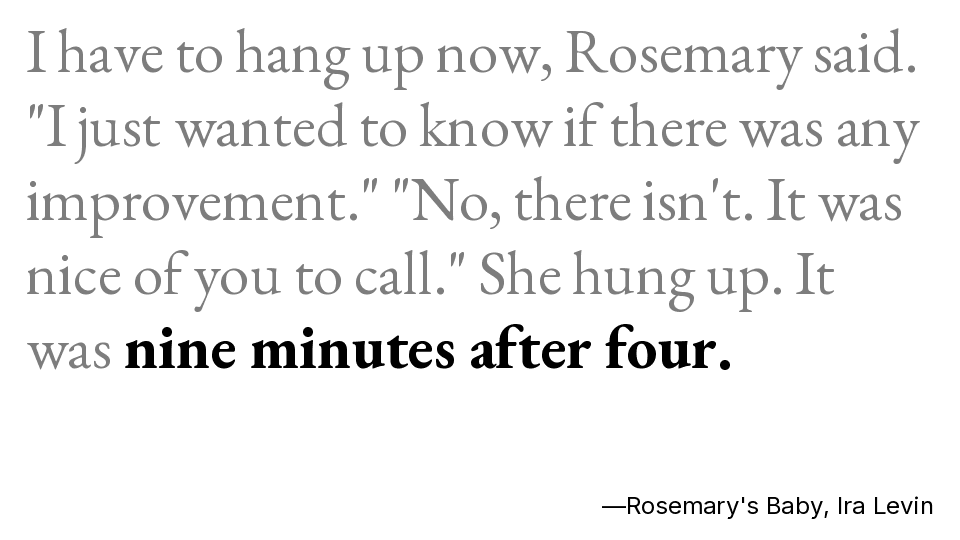 I have to hang up now, Rosemary said.
"I just wanted to know if there was any
improvement." "No, there isn't. It was
nice of you to call." She hung up. It
was nine minutes after four.
—Rosemary's Baby, Ira Levin